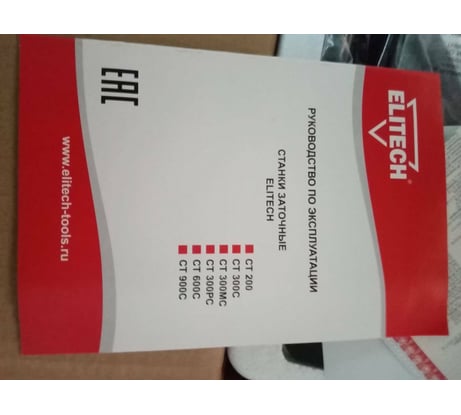 ELITECH
РУКОВОДСТВО ПО ЭКСПЛУАТАЦИИ
СТАНКИ ЗАТОЧНЫЕ
ELITECH
СТ 200
СТ 300С
СТ 300МС
СТ 300РС
СТ 600С
СТ 900С
EAC
www.elitech-tools.ru